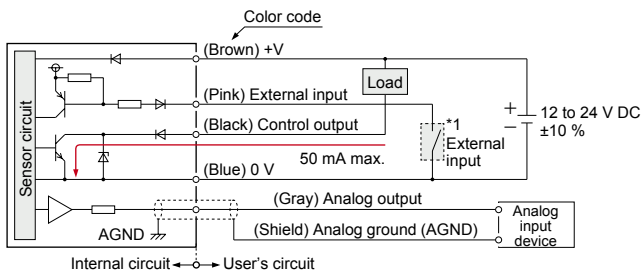 Color code
(Brown) +V
Load
(Pink) External input
Sensor circuit
(Black) Control output
*1
External
input
+
−
12 to 24 V DC
±10 %
50 mA max.
(Blue) 0 V
(Gray) Analog output
Analog
input
device
AGND
(Shield) Analog ground (AGND)
Internal circuit
User's circuit